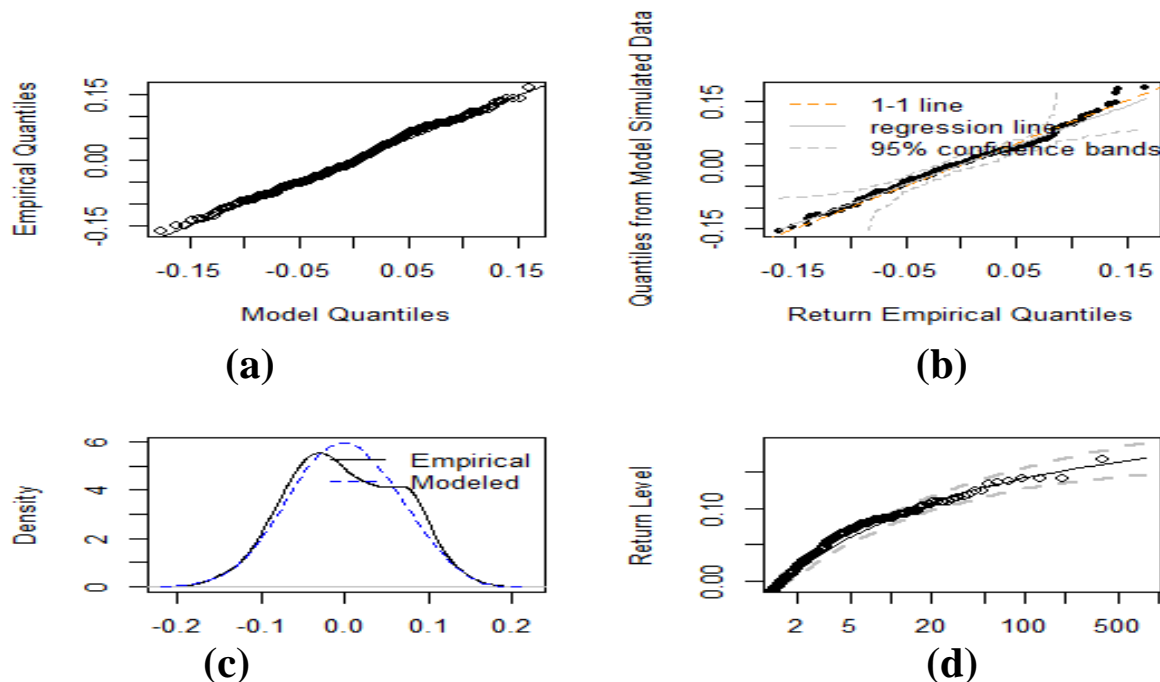 Empirical Quantiles
0.15
0.00
-0.15
-0.15
-0.05
0.05
0.15
Model Quantiles
(a)
Quantiles from Model Simulated Data
0.15
0.00
-0.15
1-1 line
regression line
95% confidence bands
-0.15
-0.05
0.05
0.15
Return Empirical Quantiles
(b)
Density
6
4
2
0
Empirical
Modeled
-0.2
-0.1
0.0
0.1
0.2
(c)
Return Level
0.10
0.00
2
5
20
100
500
(d)